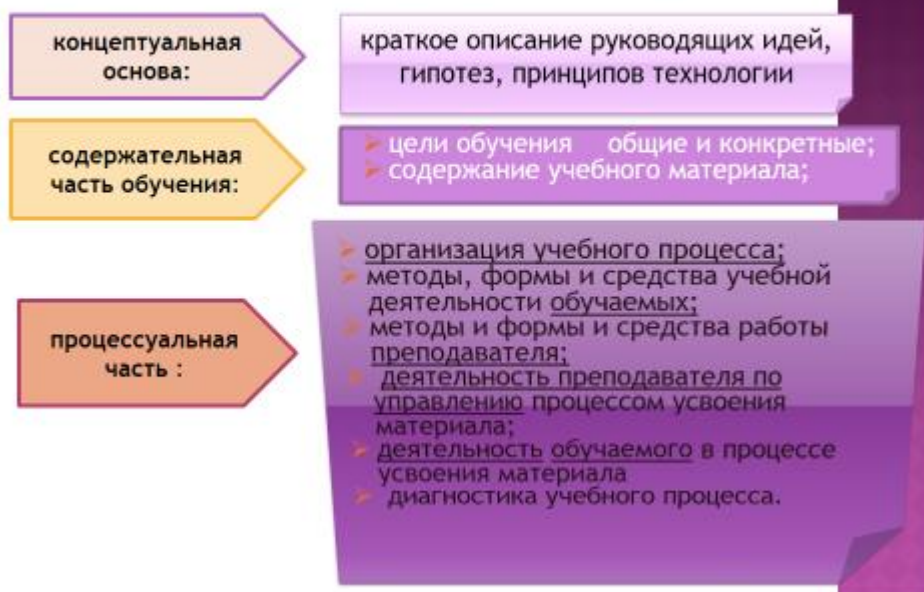 концептуальная
основа:
краткое описание руководящих идей,
гипотез, принципов технологии
содержательная
часть обучения:
цели обучения общие и конкретные;
содержание учебного материала;
процессуальная
часть :
организация учебного процесса;
методы, формы и средства учебной
деятельности обучаемых;
методы и формы и средства работы
преподавателя;
деятельность преподавателя по
управлению процессом усвоения
материала;
деятельность обучаемого в процессе
усвоения материала
диагностика учебного процесса.